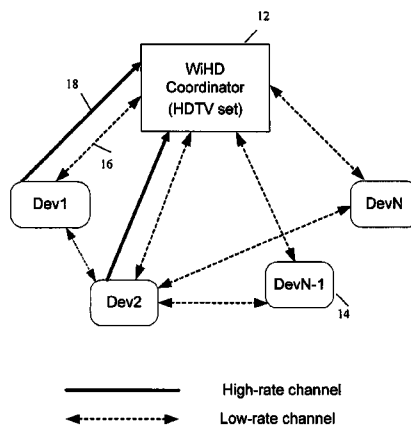 12
WiHD
Coordinator
(HDTV set)
18
16
Dev1
DevN
Dev2
DevN-1
14
High-rate channel
Low-rate channel